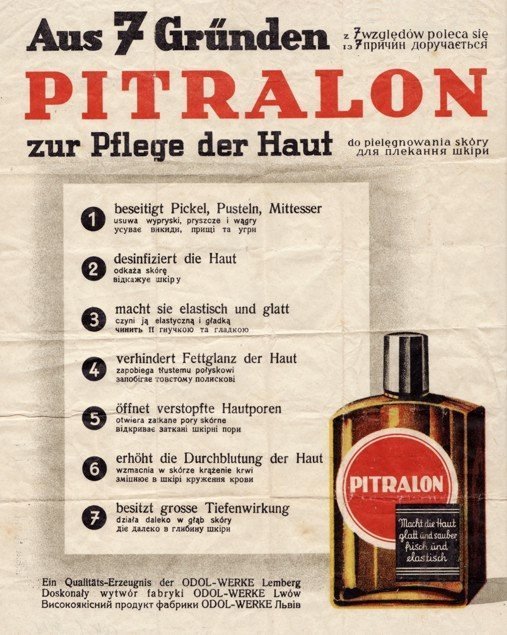 Aus 7 Gründen
z 7 względów poleca się
із 7 причин доручається
PITRALON
zur Pflege der Haut
do pielęgnowania skóry
для плекання шкіри
1 beseitigt Pickel, Pusteln, Mittesser
usuwa wypryski, pryszcze i wągry
усуває викиди, прищі та угри
2 desinfiziert die Haut
odkaża skórę
відкажує шкіру
3 macht sie elastisch und glatt
czyni ją elastyczną i gładką
чинить її гнучкою та гладкою
4 verhindert Fettglanz der Haut
zapobiega tłustemu połyskowi
запобігає товстому полискові
5 öffnet verstopfte Hautporen
otwiera zatkane pory skórne
відкриває заткані шкірні пори
6 erhöht die Durchblutung der Haut
wzmacnia w skórze krążenie krwi
зміцнює в шкірі круження крови
7 besitzt grosse Tiefenwirkung
działa daleko w głąb skóry
діє далеко в глибину шкіри
PITRALON
Macht die Haut
glatt und sauber
frisch und
elastisch
Ein Qualitäts-Erzeugnis der ODOL-WERKE Lemberg
Doskonały wytwór fabryki ODOL-WERKE Lwów
Високоякісний продукт фабрики ODOL-WERKE Львів